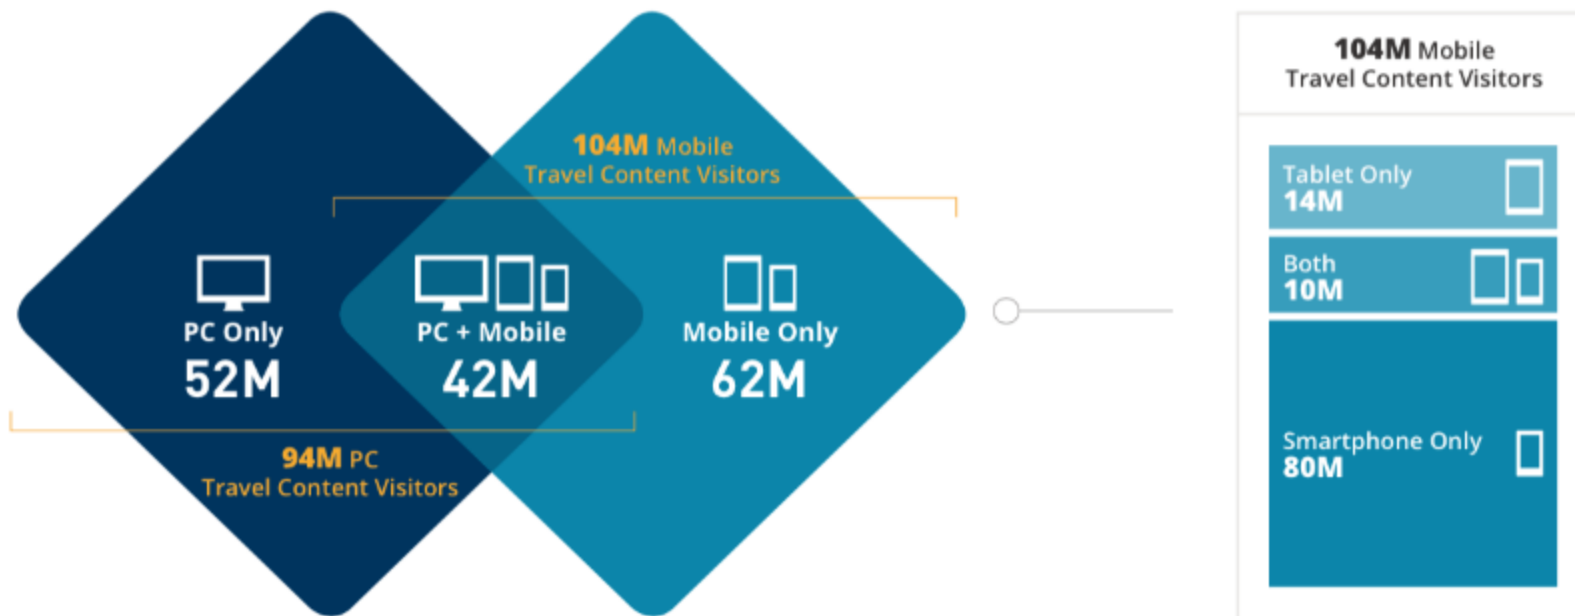 104M Mobile
Travel Content Visitors
PC Only
52M
PC + Mobile
42M
Mobile Only
62M
94M PC
Travel Content Visitors
104M Mobile
Travel Content Visitors
Tablet Only
14M
Both
10M
Smartphone Only
80M